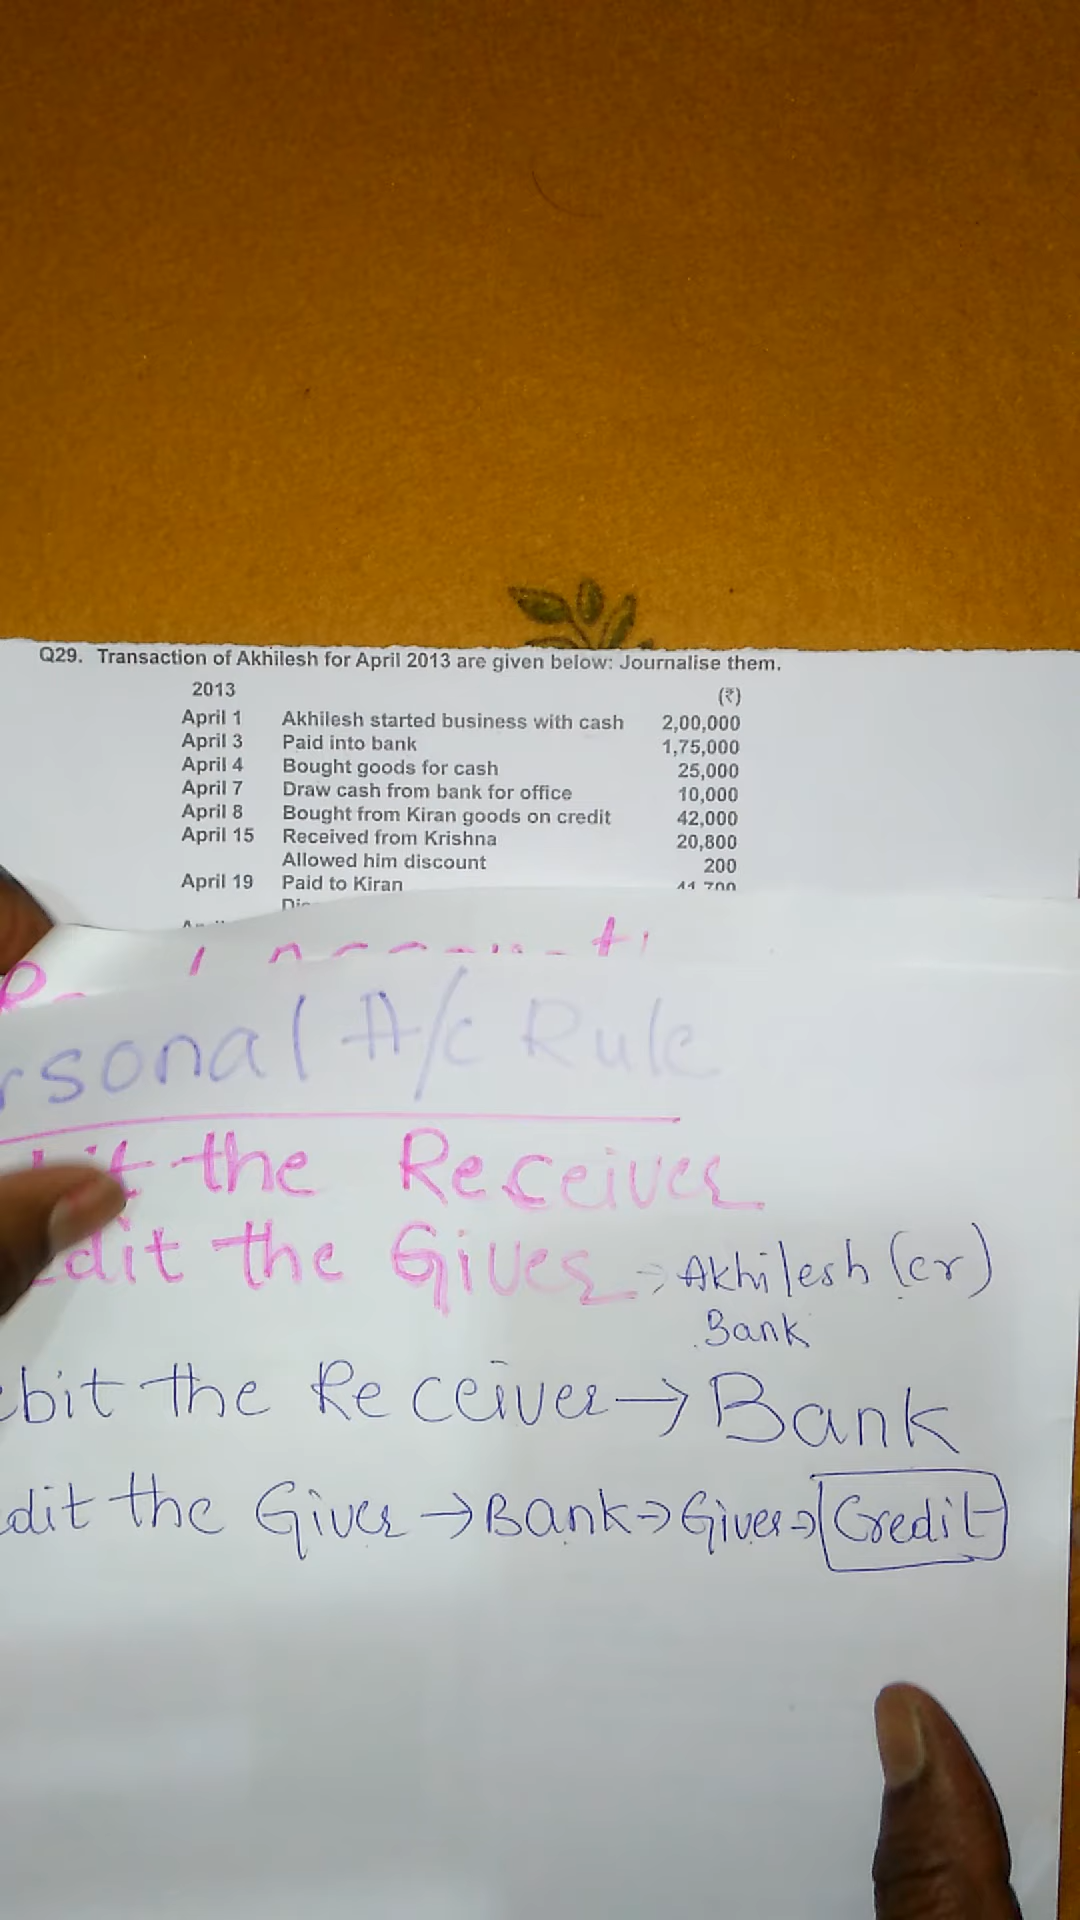 Q29. Transaction of Akhilesh for April 2013 are given below: Journalise them.
2013 (₹)
April 1 Akhilesh started business with cash 2,00,000
April 3 Paid into bank 1,75,000
April 4 Bought goods for cash 25,000
April 7 Draw cash from bank for office 10,000
April 8 Bought from Kiran goods on credit 42,000
April 15 Received from Krishna 20,800
Allowed him discount 200
April 19 Paid to Kiran 41,700
rsonal A/c Rule
the Receiver
dit the Giver → Akhilesh (cr)
Bank
ebit the Receiver → Bank
edit the Giver → Bank → Giver → Credit